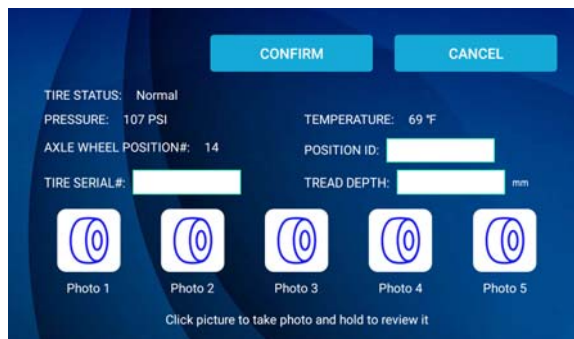 CONFIRM CANCEL
TIRE STATUS: Normal
PRESSURE: 107 PSI TEMPERATURE: 69 °F
AXLE WHEEL POSITION#: 14 POSITION ID:
TIRE SERIAL#: TREAD DEPTH: mm
Photo 1 Photo 2 Photo 3 Photo 4 Photo 5
Click picture to take photo and hold to review it